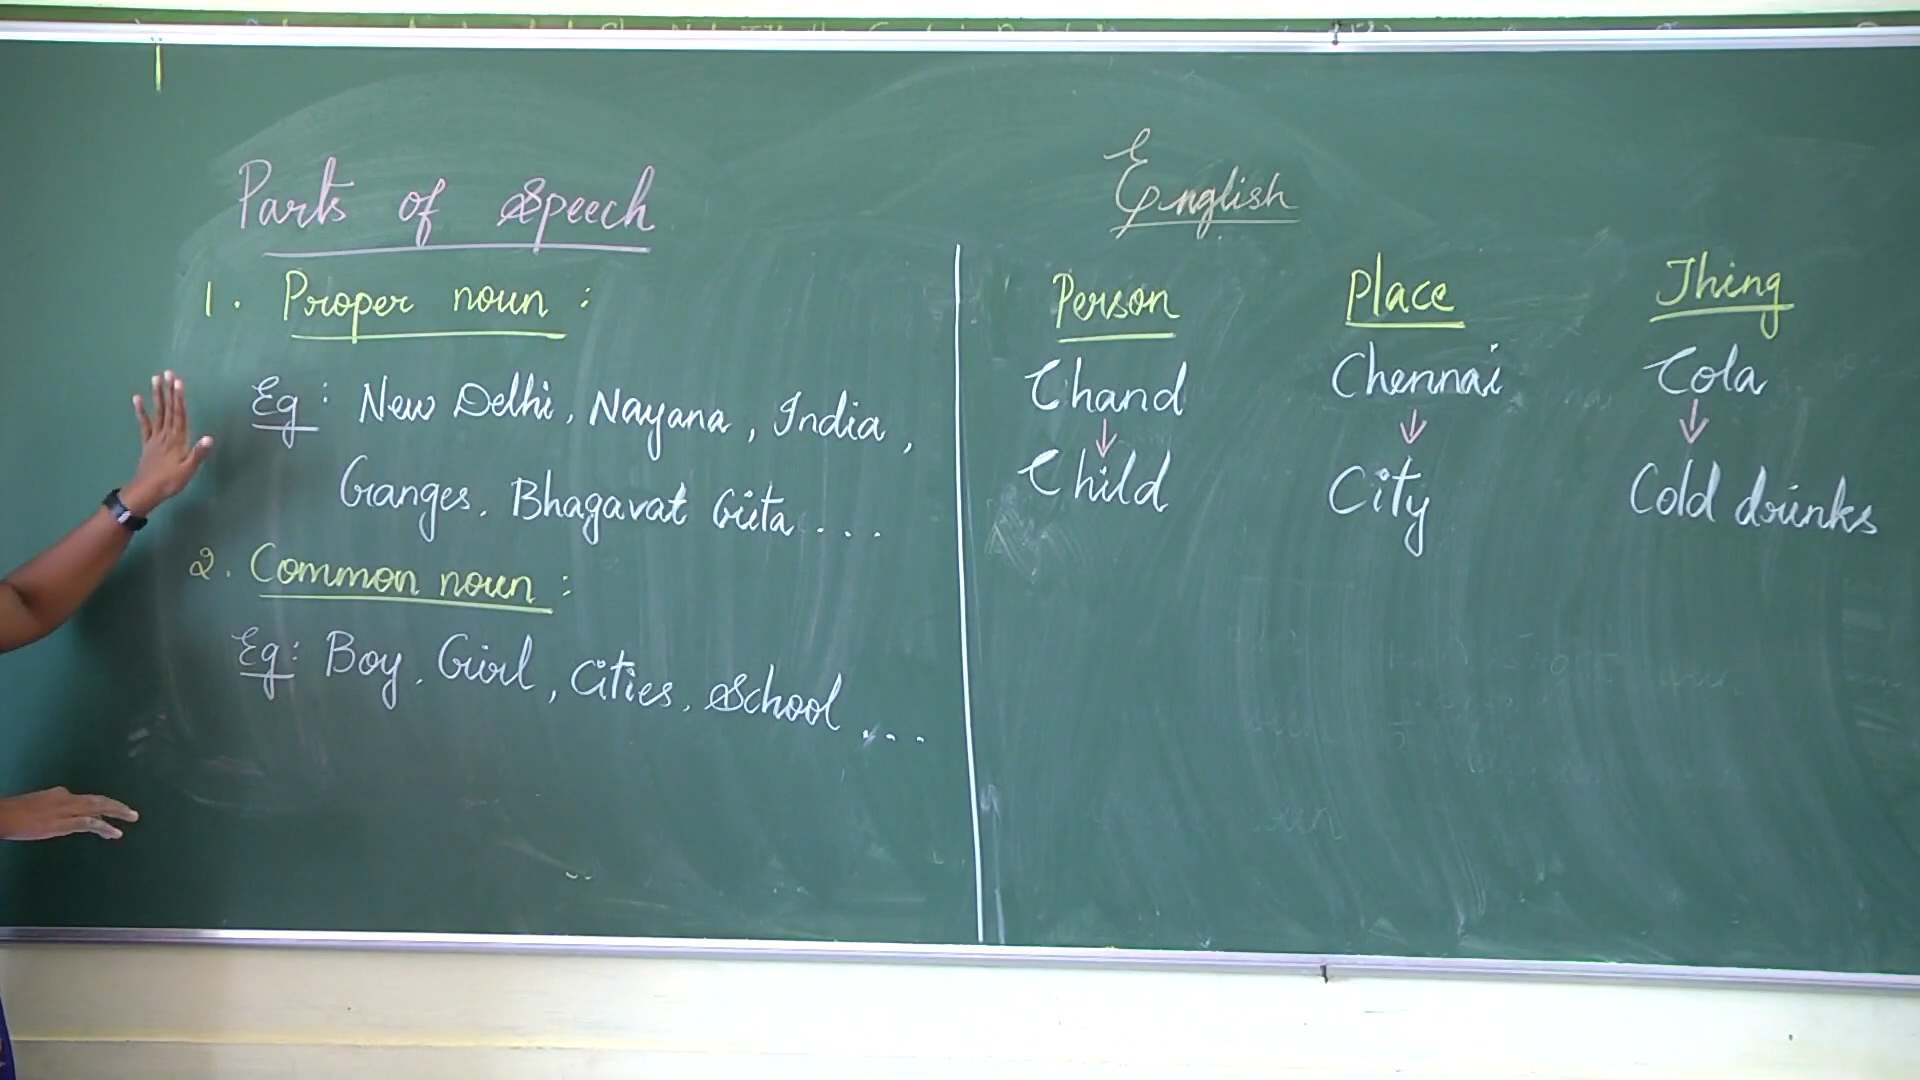 Parts of Speech
1. Proper noun :
Eg : New Delhi, Nayana, India,
Ganges, Bhagavat Gita ....
2. Common noun :
Eg : Boy, Girl, Cities, School ....
English
Person Place Thing
Chand Chennai Cola
↓ ↓ ↓
Child City Cold drinks